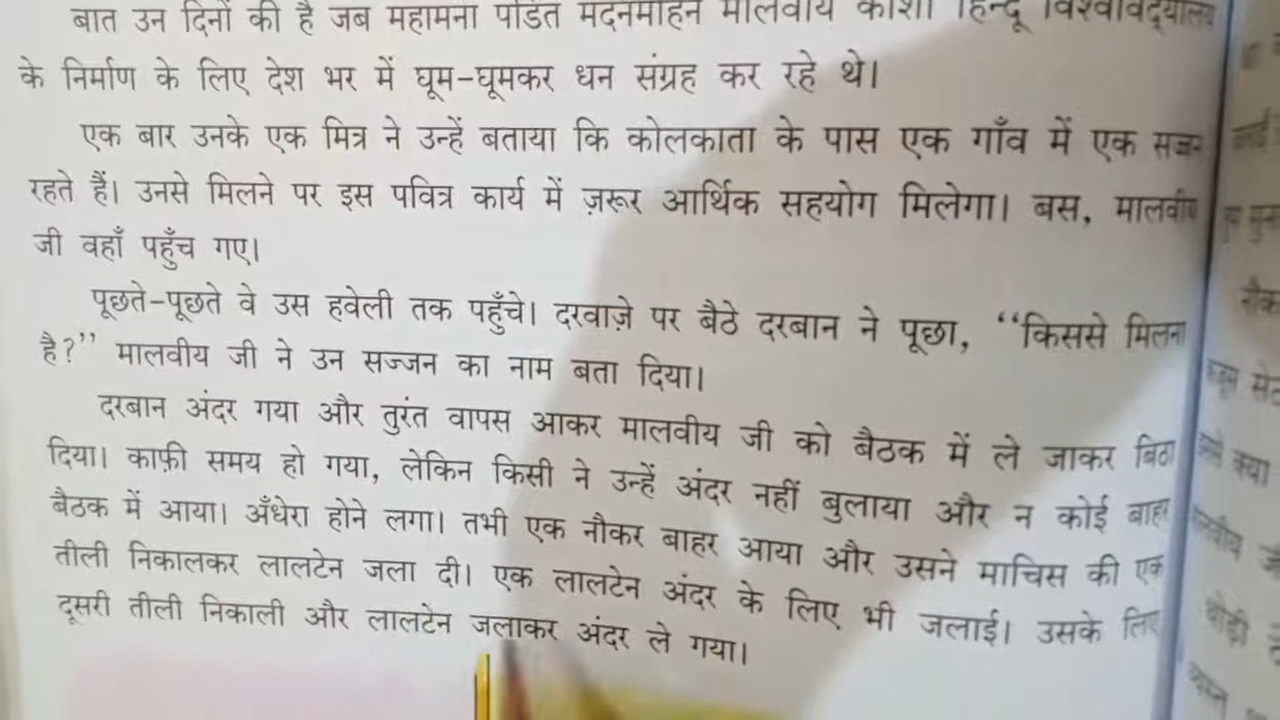 बात उन दिनों की है जब महामना पंडित मदनमोहन मालवीय काशी हिन्दू विश्वविद्यालय
के निर्माण के लिए देश भर में घूम-घूमकर धन संग्रह कर रहे थे।
एक बार उनके एक मित्र ने उन्हें बताया कि कोलकाता के पास एक गाँव में एक सज्जन
रहते हैं। उनसे मिलने पर इस पवित्र कार्य में ज़रूर आर्थिक सहयोग मिलेगा। बस, मालवीय
जी वहाँ पहुँच गए।
पूछते-पूछते वे उस हवेली तक पहुँचे। दरवाज़े पर बैठे दरबान ने पूछा, “किससे मिलना
है?” मालवीय जी ने उन सज्जन का नाम बता दिया।
दरबान अंदर गया और तुरंत वापस आकर मालवीय जी को बैठक में ले जाकर बिठा
दिया। काफ़ी समय हो गया, लेकिन किसी ने उन्हें अंदर नहीं बुलाया और न कोई बाहर
बैठक में आया। अँधेरा होने लगा। तभी एक नौकर बाहर आया और उसने माचिस की एक
तीली निकालकर लालटेन जला दी। एक लालटेन अंदर के लिए भी जलाई। उसके लिए
दूसरी तीली निकाली और लालटेन जलाकर अंदर ले गया।